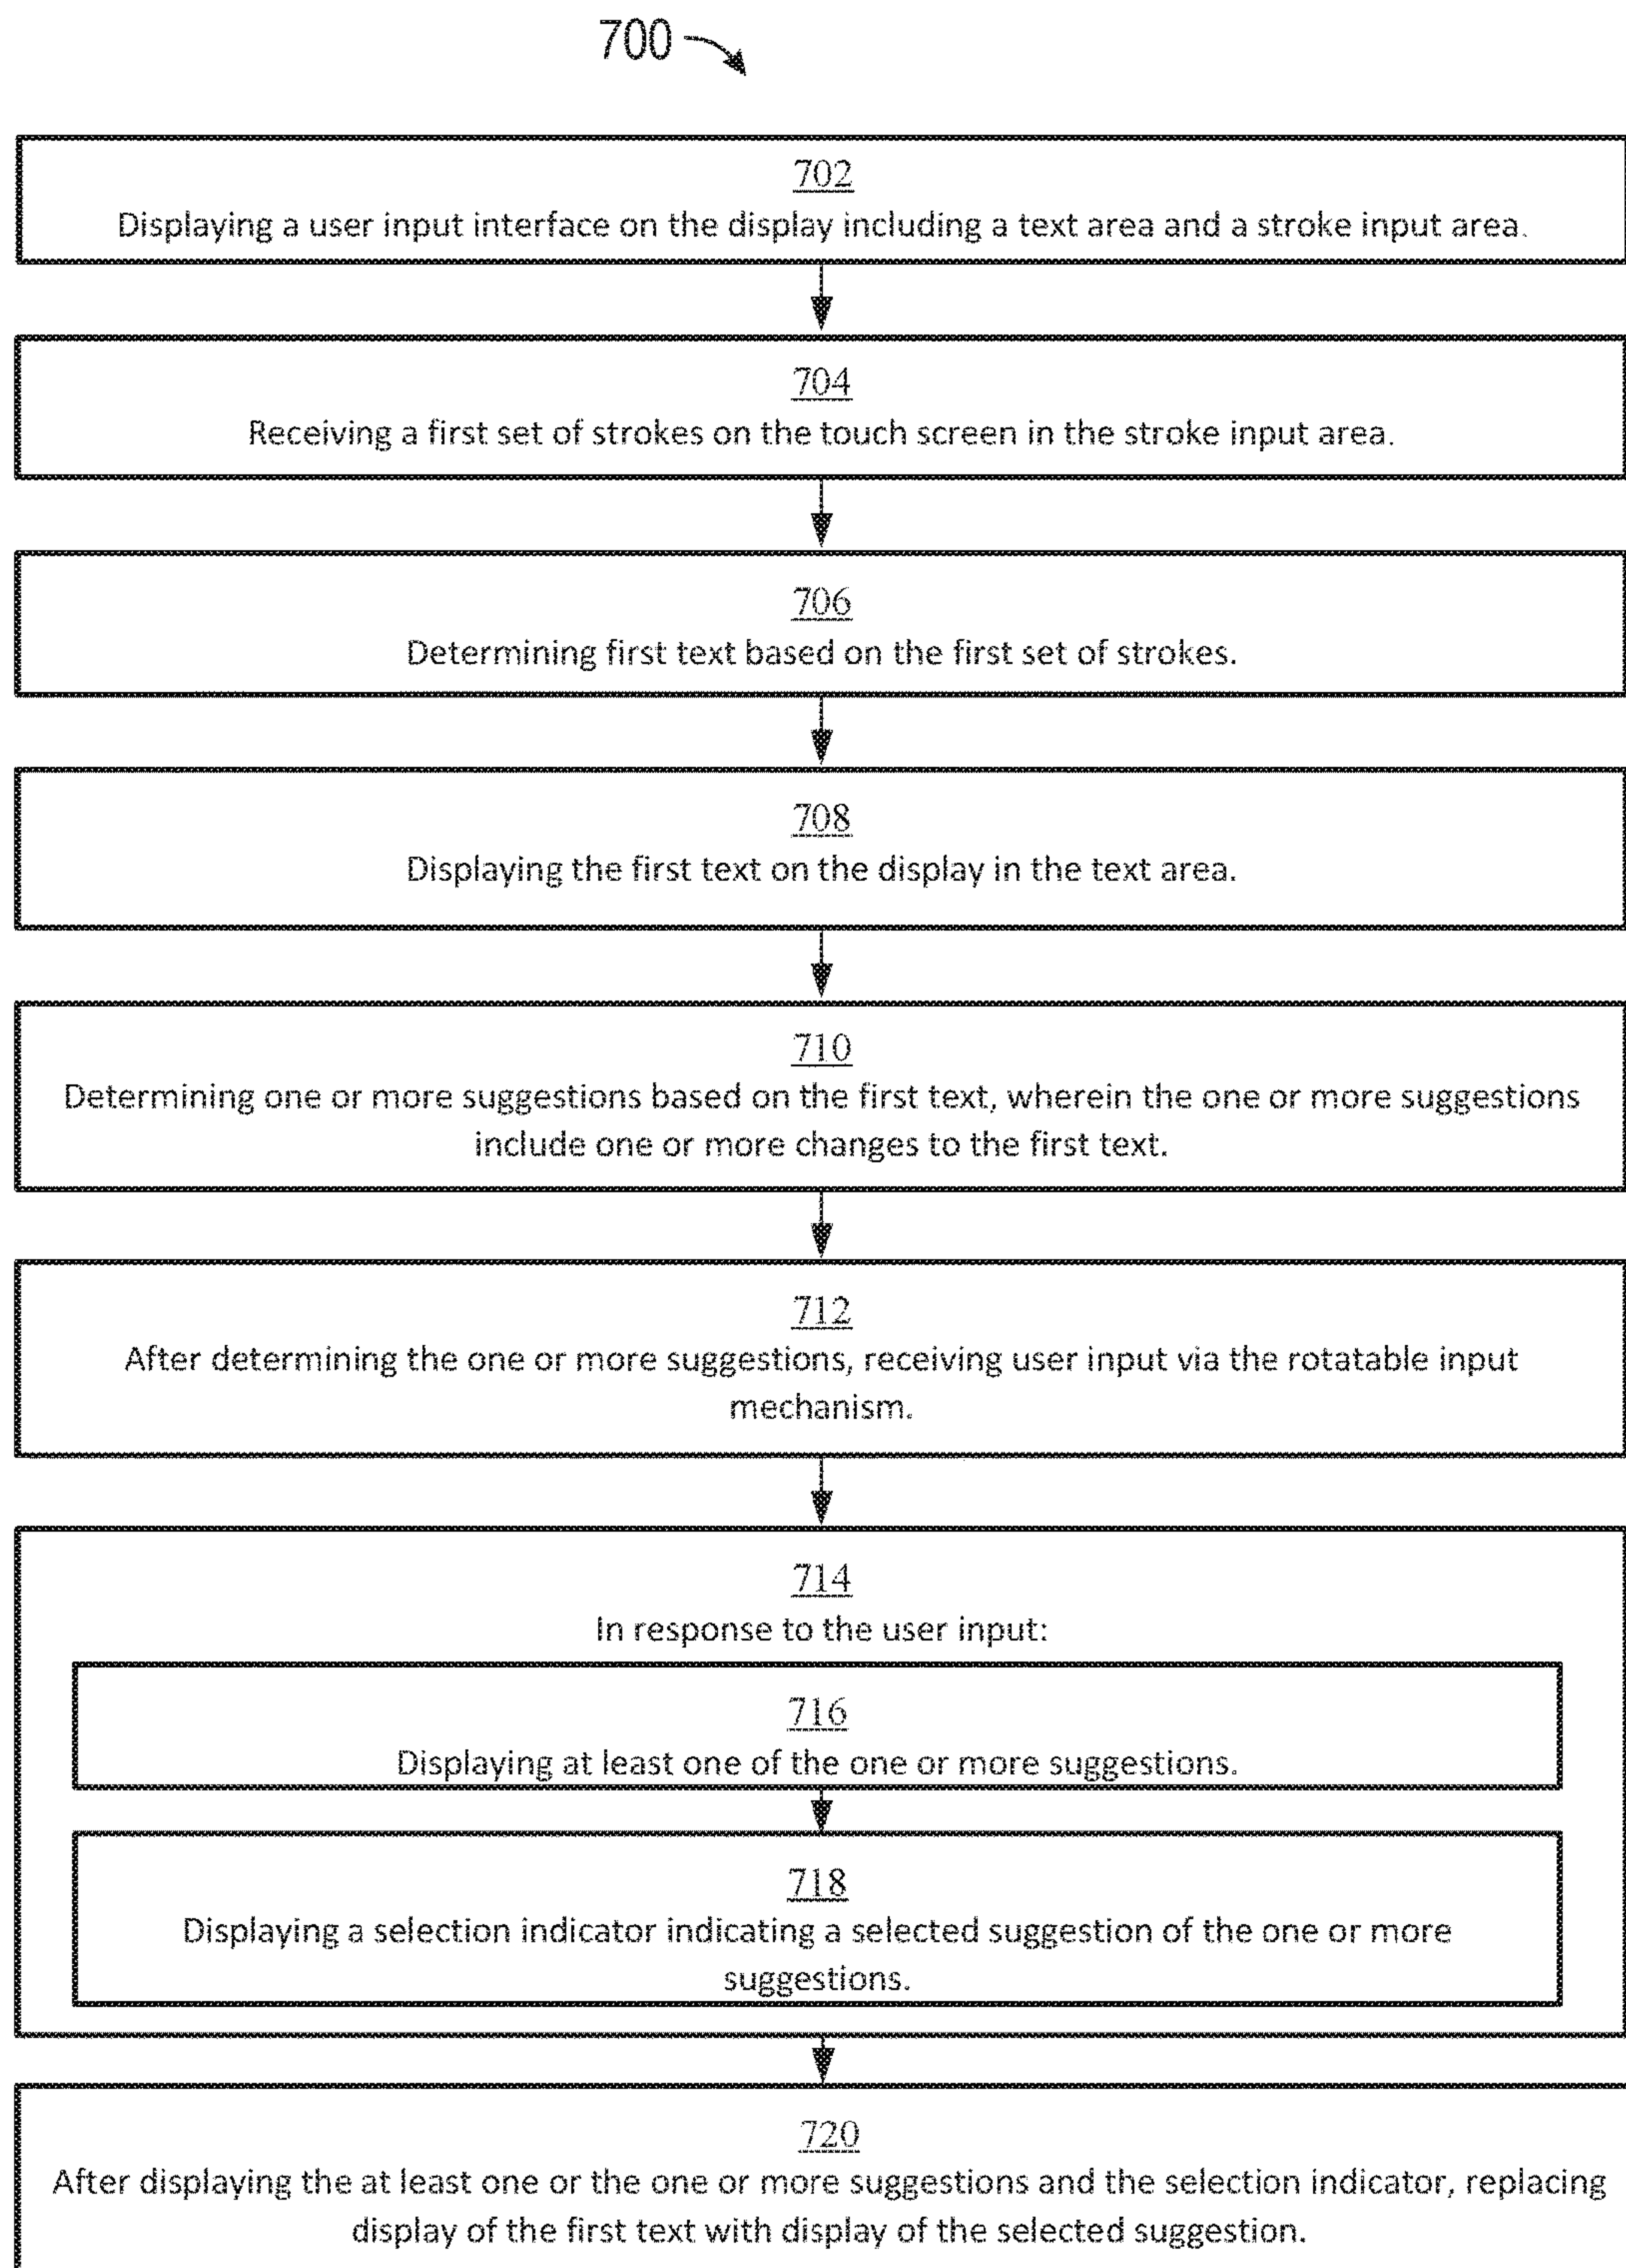 700
702
Displaying a user input interface on the display including a text area and a stroke input area.
704
Receiving a first set of strokes on the touch screen in the stroke input area.
706
Determining first text based on the first set of strokes.
708
Displaying the first text on the display in the text area.
710
Determining one or more suggestions based on the first text, wherein the one or more suggestions
include one or more changes to the first text.
712
After determining the one or more suggestions, receiving user input via the rotatable input
mechanism.
714
In response to the user input:
716
Displaying at least one of the one or more suggestions.
718
Displaying a selection indicator indicating a selected suggestion of the one or more
suggestions.
720
After displaying the at least one or the one or more suggestions and the selection indicator, replacing
display of the first text with display of the selected suggestion.